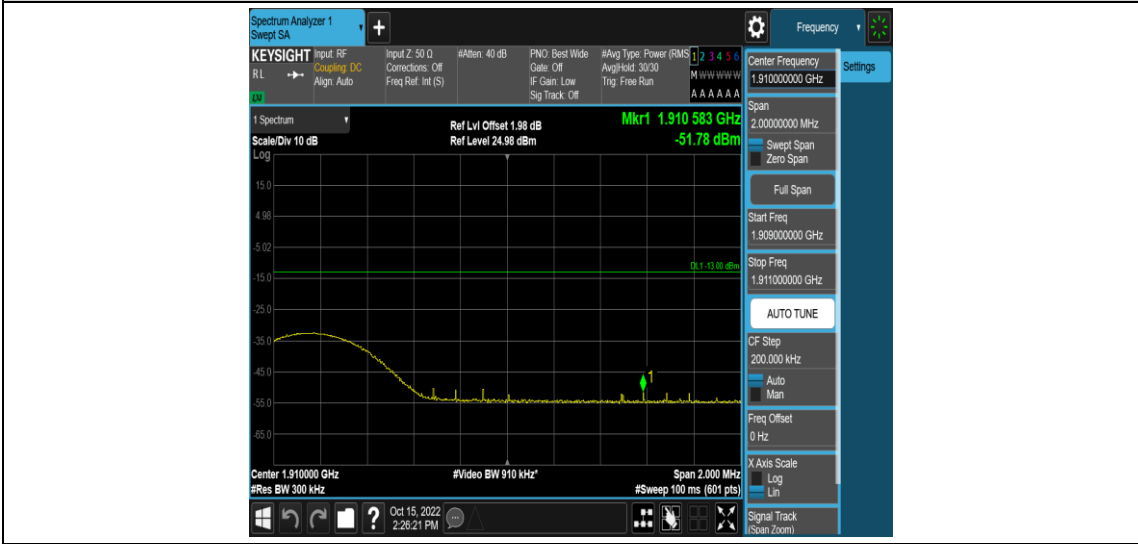 Spectrum Analyzer 1
Swept SA
+
Frequency
KEYSIGHT
RL
Input: RF
Coupling: DC
Align: Auto
Input Z: 50 Ω
Corrections: Off
Freq Ref: Int (S)
#Atten: 40 dB
PNO: Best Wide
Gate: Off
IF Gain: Low
Sig Track: Off
#Avg Type: Power (RMS
Avg|Hold: 30/30
Trig: Free Run
1 2 3 4 5 6
M W W W W W
A A A A A A
1 Spectrum
Scale/Div 10 dB
Log
Ref Lvl Offset 1.98 dB
Ref Level 24.98 dBm
Mkr1 1.910 583 GHz
-51.78 dBm
15.0
4.98
-5.02
-15.0
-25.0
-35.0
-45.0
-55.0
-65.0
DL1 -13.00 dBm
1
Center 1.910000 GHz
#Res BW 300 kHz
#Video BW 910 kHz*
Span 2.000 MHz
#Sweep 100 ms (601 pts)
?
Oct 15, 2022
2:26:21 PM
Center Frequency
1.910000000 GHz
Settings
Span
2.00000000 MHz
Swept Span
Zero Span
Full Span
Start Freq
1.909000000 GHz
Stop Freq
1.911000000 GHz
AUTO TUNE
CF Step
200.000 kHz
Auto
Man
Freq Offset
0 Hz
X Axis Scale
Log
Lin
Signal Track
(Span Zoom)